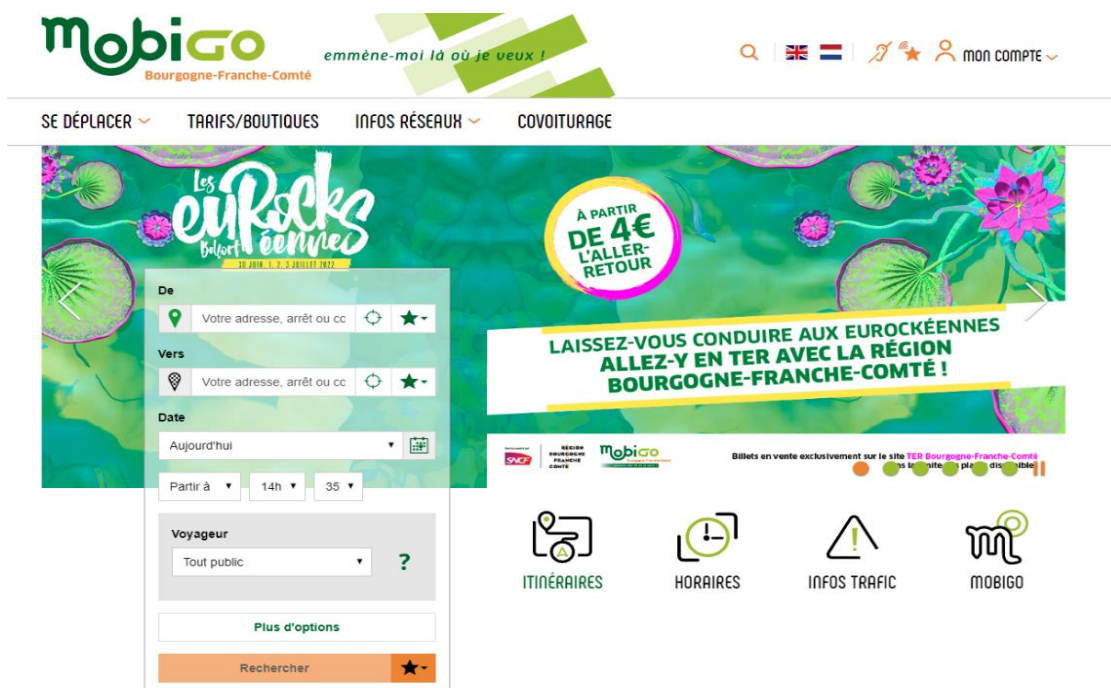 mobiGO
Bourgogne-Franche-Comté
emmène-moi là où je veux !
MON COMPTE
SE DÉPLACER
TARIFS/BOUTIQUES
INFOS RÉSEAUX
COVOITURAGE
Les
euRocks
éennes
Belfort
30 JUIN, 1, 2, 3 JUILLET 2022
À PARTIR
DE 4€
L'ALLER-
RETOUR
LAISSEZ-VOUS CONDUIRE AUX EUROCKÉENNES
ALLEZ-Y EN TER AVEC LA RÉGION
BOURGOGNE-FRANCHE-COMTÉ !
SNCF
RÉGION
BOURGOGNE
FRANCHE
COMTÉ
mobiGO
Billets en vente exclusivement sur le site TER Bourgogne-Franche-Comté
De
Votre adresse, arrêt ou cc
Vers
Votre adresse, arrêt ou cc
Date
Aujourd'hui
Partir à 14h 35
Voyageur
Tout public
?
Plus d'options
Rechercher
ITINÉRAIRES
HORAIRES
INFOS TRAFIC
MOBIGO